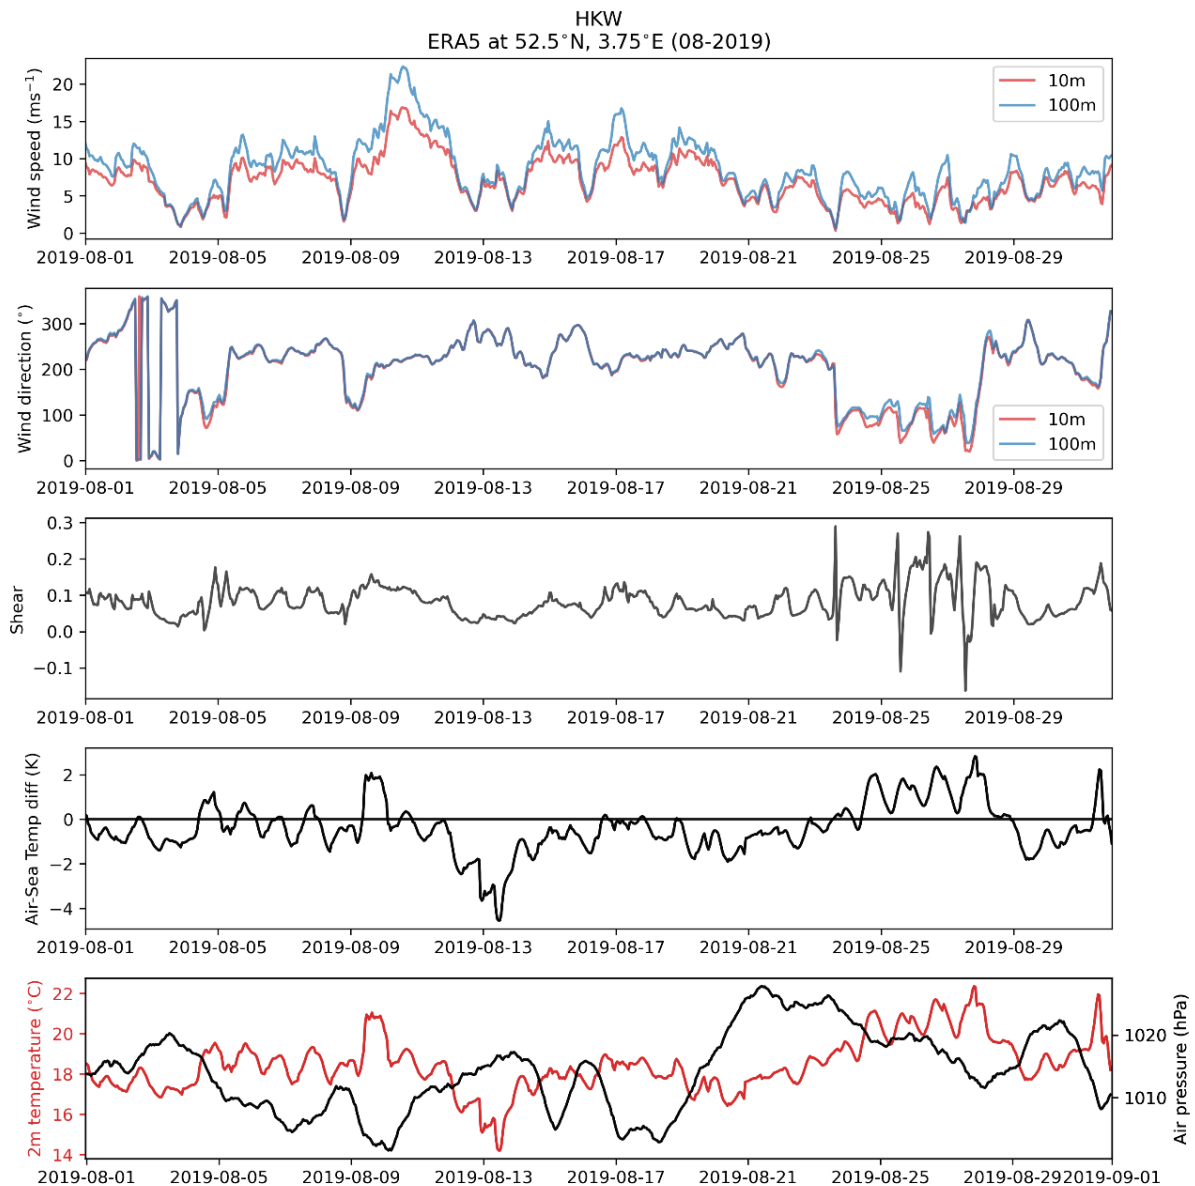 HKW
ERA5 at 52.5°N, 3.75°E (08-2019)
Wind speed (ms⁻¹)
20
15
10
5
0
10m
100m
2019-08-01 2019-08-05 2019-08-09 2019-08-13 2019-08-17 2019-08-21 2019-08-25 2019-08-29
Wind direction (°)
300
200
100
0
10m
100m
2019-08-01 2019-08-05 2019-08-09 2019-08-13 2019-08-17 2019-08-21 2019-08-25 2019-08-29
Shear
0.3
0.2
0.1
0.0
−0.1
2019-08-01 2019-08-05 2019-08-09 2019-08-13 2019-08-17 2019-08-21 2019-08-25 2019-08-29
Air-Sea Temp diff (K)
2
0
−2
−4
2019-08-01 2019-08-05 2019-08-09 2019-08-13 2019-08-17 2019-08-21 2019-08-25 2019-08-29
2m temperature (°C)
22
20
18
16
14
1020
1010
Air pressure (hPa)
2019-08-01 2019-08-05 2019-08-09 2019-08-13 2019-08-17 2019-08-21 2019-08-25 2019-08-29 2019-09-01